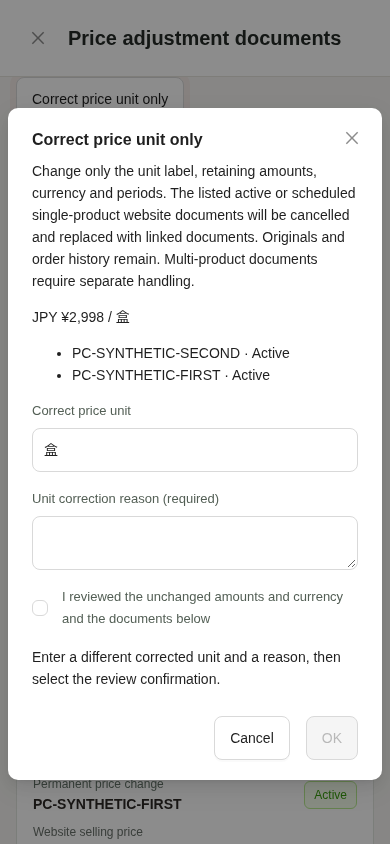 Price adjustment documents
Correct price unit only
Correct price unit only
Change only the unit label, retaining amounts,
currency and periods. The listed active or scheduled
single-product website documents will be cancelled
and replaced with linked documents. Originals and
order history remain. Multi-product documents
require separate handling.
JPY ¥2,998 / 盒
• PC-SYNTHETIC-SECOND · Active
• PC-SYNTHETIC-FIRST · Active
Correct price unit
盒
Unit correction reason (required)
I reviewed the unchanged amounts and currency
and the documents below
Enter a different corrected unit and a reason, then
select the review confirmation.
Cancel
OK
Permanent price change
PC-SYNTHETIC-FIRST
Active
Website selling price